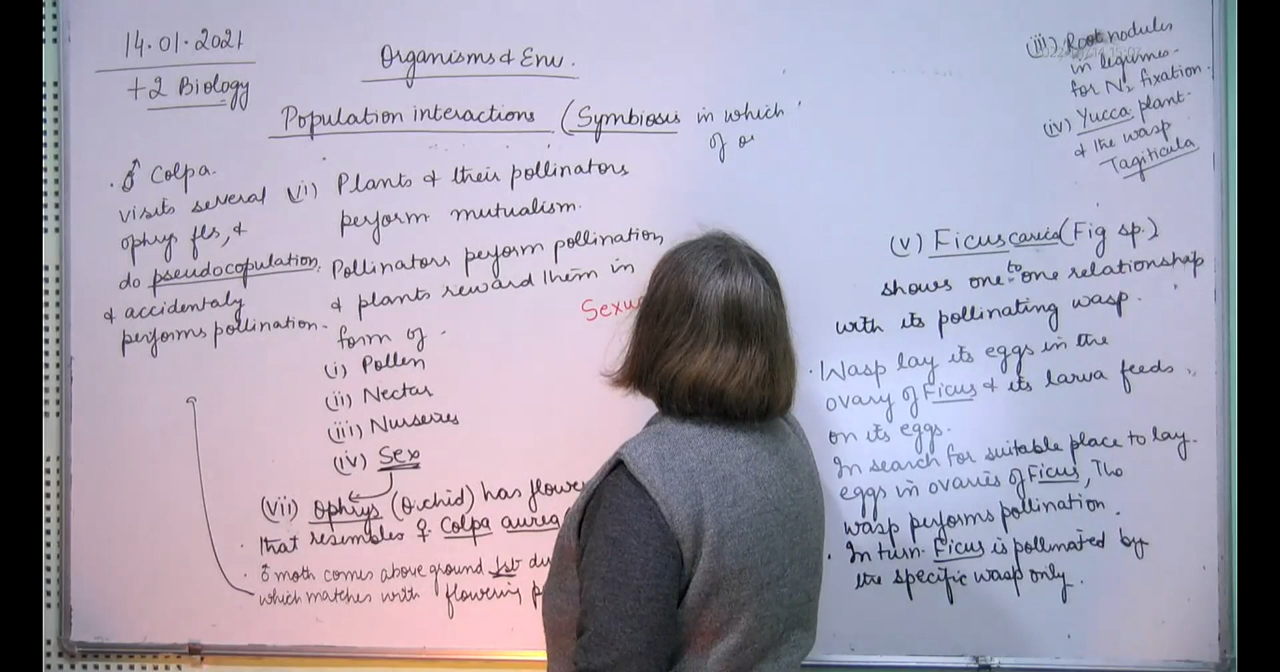 14.01.2021
+2 Biology
Organisms & Env.
Population interactions (Symbiosis in which
of
(iii) Root nodules
in legumes
for N2 fixation.
(iv) Yucca plant
& the wasp
Tagiticula
. ♂ Colpa.
visits several
ophrys fls, &
do pseudocopulation.
& accidentaly
performs pollination.
vi) Plants & their pollinators
perform mutualism.
Pollinators perform pollination
& plants reward them in
form of
(i) Pollen
(ii) Nectar
(iii) Nurseries
(iv) Sex
Sexu
(vii) Ophrys (Orchid) has flowe
that resembles ♀ Colpa aurea
. ♂ moth comes above ground 1st du
which matches with flowering p
(v) Ficus carica (Fig sp.)
shows one to one relationship
with its pollinating wasp.
. Wasp lay its eggs in the
ovary of Ficus & its larva feeds
on its eggs.
In search for suitable place to lay
eggs in ovaries of Ficus, The
wasp performs pollination.
. In turn Ficus is pollinated by
the specific wasp only.